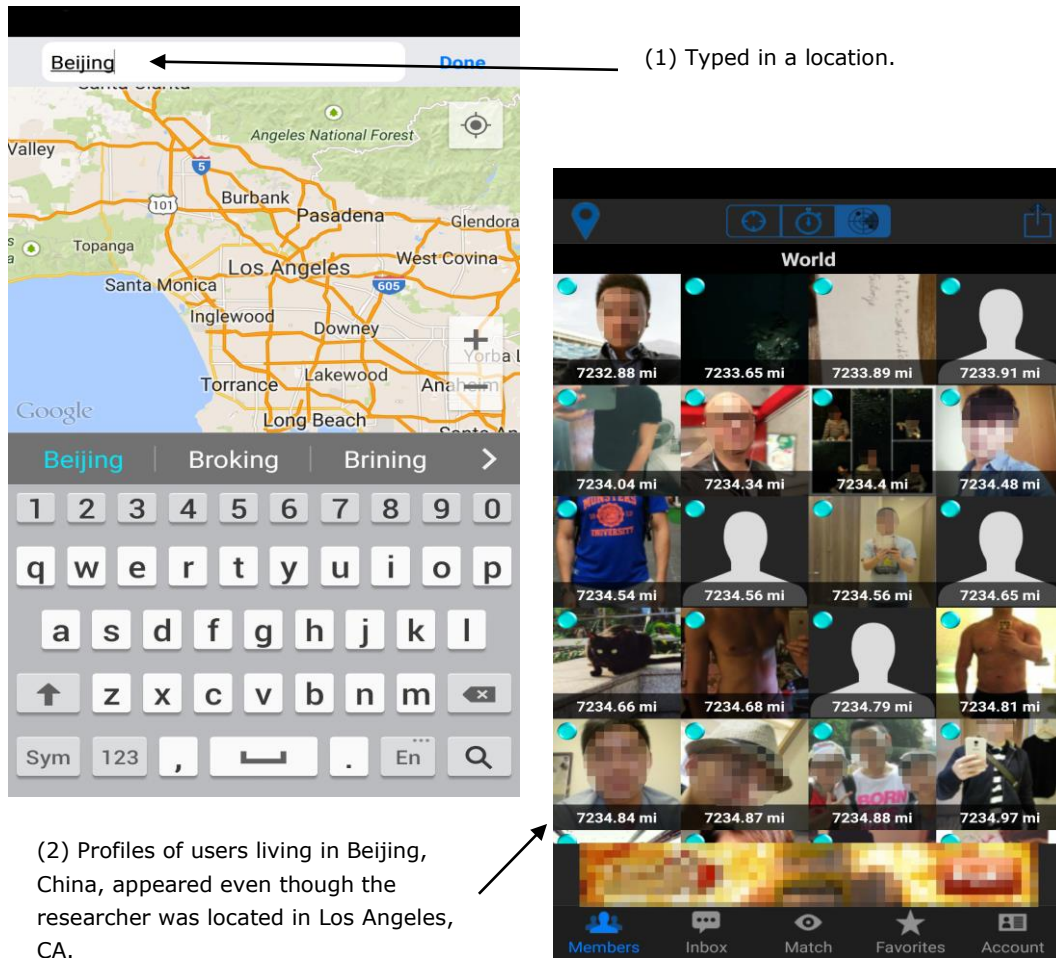 Beijing
Done
(1) Typed in a location.
Angeles National Forest
Valley
5
101
Burbank
Pasadena
Glendora
Topanga
Los Angeles
West Covina
Santa Monica
605
Inglewood
Downey
Lakewood
Torrance
Anaheim
Google
Long Beach
Beijing Broking Brining
1 2 3 4 5 6 7 8 9 0
q w e r t y u i o p
a s d f g h j k l
z x c v b n m
Sym 123 , . En
(2) Profiles of users living in Beijing,
China, appeared even though the
researcher was located in Los Angeles,
CA.
World
7232.88 mi 7233.65 mi 7233.89 mi 7233.91 mi
7234.04 mi 7234.34 mi 7234.4 mi 7234.48 mi
MONSTERS
UNIVERSITY
7234.54 mi 7234.56 mi 7234.56 mi 7234.65 mi
7234.66 mi 7234.68 mi 7234.79 mi 7234.81 mi
BORN
7234.84 mi 7234.87 mi 7234.88 mi 7234.97 mi
Members Inbox Match Favorites Account